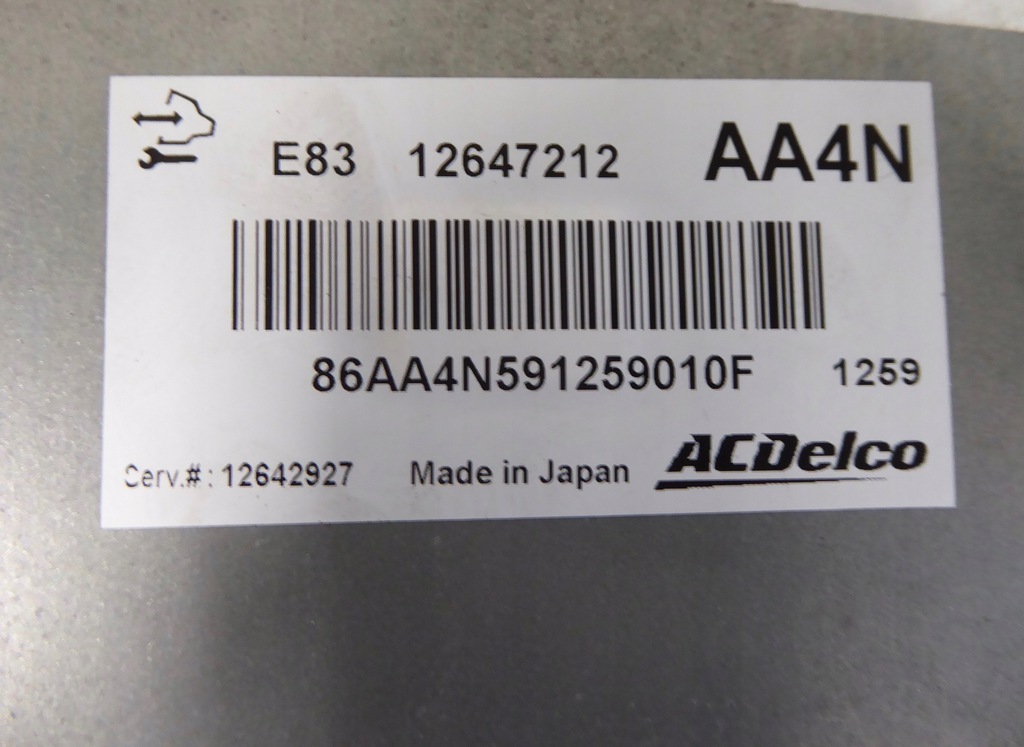 E83 12647212 AA4N
86AA4N591259010F 1259
Cerv.#: 12642927 Made in Japan ACDelco